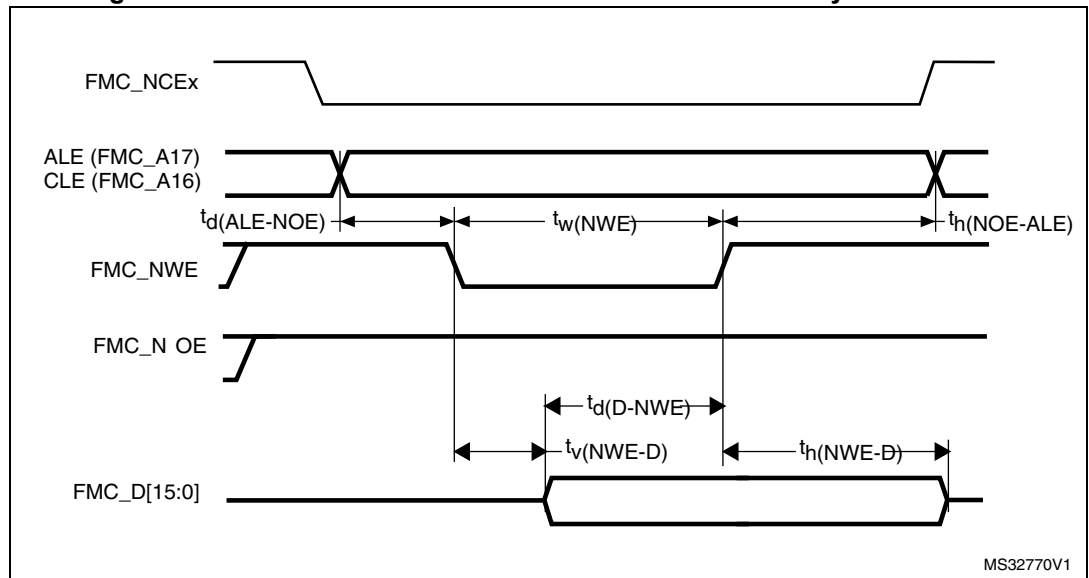 FMC_NCEx
ALE (FMC_A17)
CLE (FMC_A16)
td(ALE-NOE)
tw(NWE)
th(NOE-ALE)
FMC_NWE
FMC_N OE
td(D-NWE)
tv(NWE-D)
th(NWE-D)
FMC_D[15:0]
MS32770V1